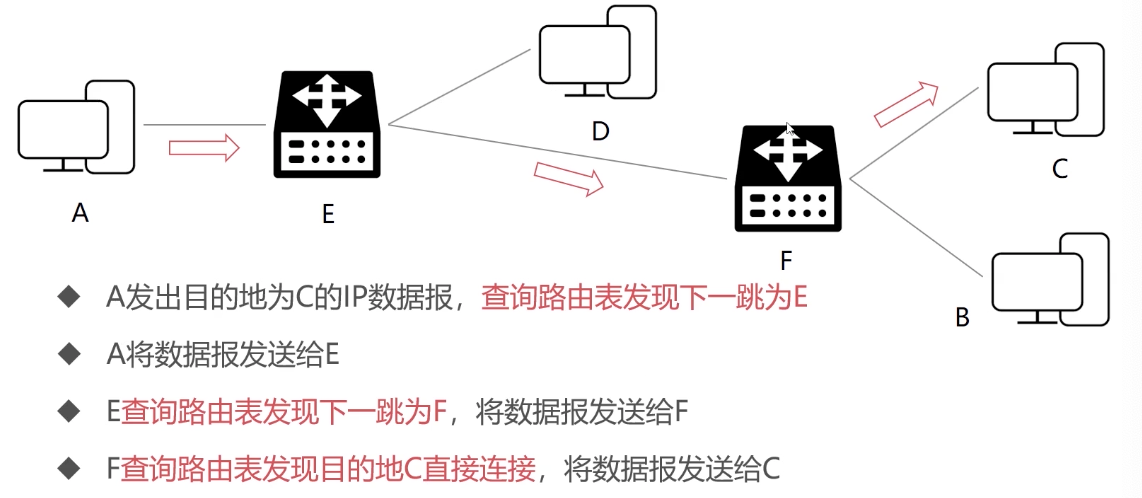 D
C
A
E
F
B
A发出目的地为C的IP数据报，查询路由表发现下一跳为E
A将数据报发送给E
E查询路由表发现下一跳为F，将数据报发送给F
F查询路由表发现目的地C直接连接，将数据报发送给C